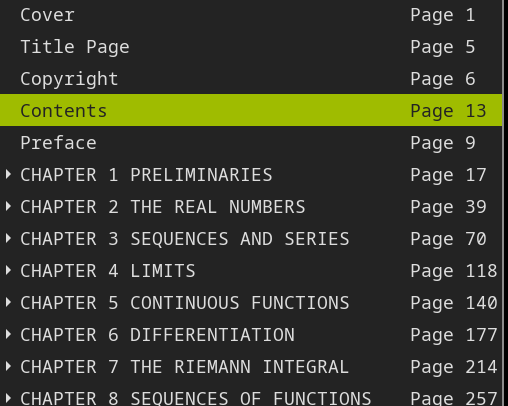 Cover Page 1
Title Page Page 5
Copyright Page 6
Contents Page 13
Preface Page 9
CHAPTER 1 PRELIMINARIES Page 17
CHAPTER 2 THE REAL NUMBERS Page 39
CHAPTER 3 SEQUENCES AND SERIES Page 70
CHAPTER 4 LIMITS Page 118
CHAPTER 5 CONTINUOUS FUNCTIONS Page 140
CHAPTER 6 DIFFERENTIATION Page 177
CHAPTER 7 THE RIEMANN INTEGRAL Page 214
CHAPTER 8 SEQUENCES OF FUNCTIONS Page 257